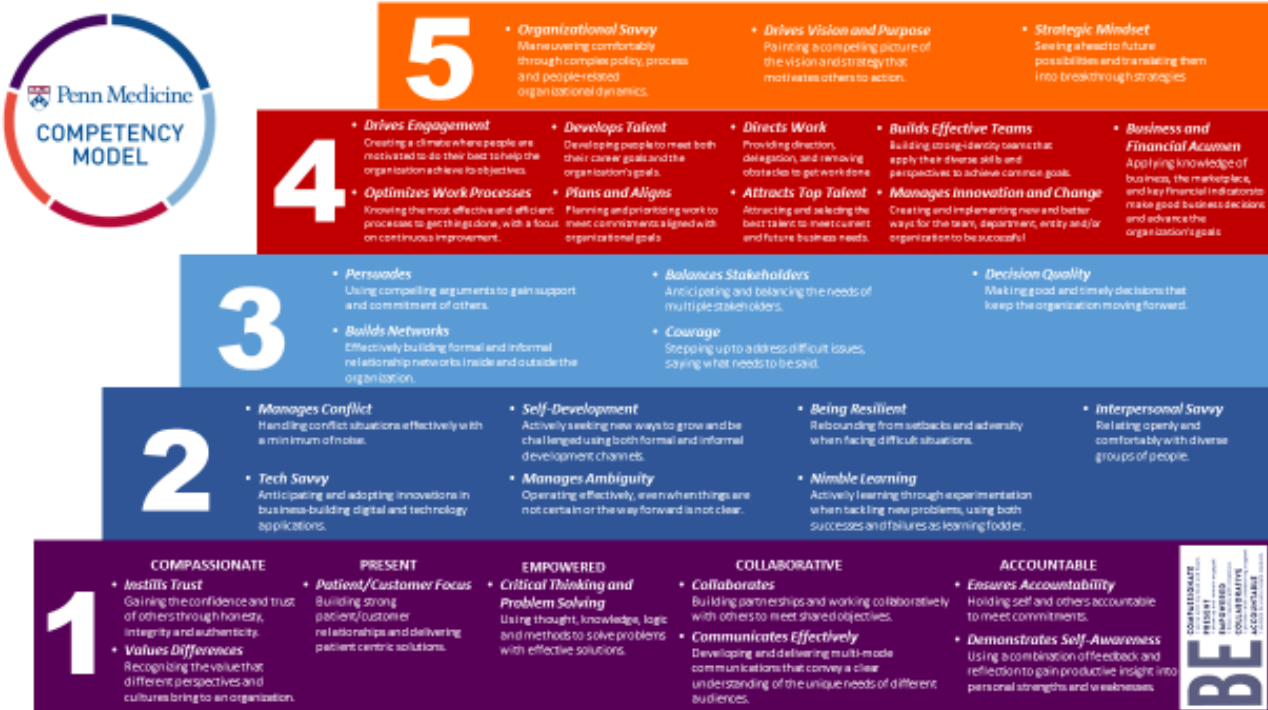 Penn Medicine
COMPETENCY
MODEL
5
• Organizational Savvy
Maneuvering comfortably
through complex policy, process
and people-related
organizational dynamics.
• Drives Vision and Purpose
Painting a compelling picture of
the vision and strategy that
motivates others to action.
• Strategic Mindset
Seeing ahead to future
possibilities and translating them
into breakthrough strategies
4
• Drives Engagement
Creating a climate where people are
motivated to do their best to help the
organization achieve its objectives.
• Optimizes Work Processes
Knowing the most effective and efficient
processes to get things done, with a focus
on continuous improvement.
• Develops Talent
Developing people to meet both
their career goals and the
organization's goals.
• Plans and Aligns
Planning and prioritizing work to
meet commitments aligned with
organizational goals
• Directs Work
Providing direction,
delegation, and removing
obstacles to get work done
• Attracts Top Talent
Attracting and selecting the
best talent to meet current
and future business needs.
• Builds Effective Teams
Building strong-identity teams that
apply their diverse skills and
perspectives to achieve common goals.
• Manages Innovation and Change
Creating and implementing new and better
ways for the team, department, entity and/or
organization to be successful
• Business and
Financial Acumen
Applying knowledge of
business, the marketplace,
and key financial indicators to
make good business decisions
and advance the
organization's goals
3
• Persuades
Using compelling arguments to gain support
and commitment of others.
• Builds Networks
Effectively building formal and informal
relationship networks inside and outside the
organization.
• Balances Stakeholders
Anticipating and balancing the needs of
multiple stakeholders.
• Courage
Stepping up to address difficult issues,
saying what needs to be said.
• Decision Quality
Making good and timely decisions that
keep the organization moving forward.
2
• Manages Conflict
Handling conflict situations effectively with
a minimum of noise.
• Tech Savvy
Anticipating and adopting innovations in
business-building digital and technology
applications.
• Self-Development
Actively seeking new ways to grow and be
challenged using both formal and informal
development channels.
• Manages Ambiguity
Operating effectively, even when things are
not certain or the way forward is not clear.
• Being Resilient
Rebounding from setbacks and adversity
when facing difficult situations.
• Nimble Learning
Actively learning through experimentation
when tackling new problems, using both
successes and failures as learning fodder.
• Interpersonal Savvy
Relating openly and
comfortably with diverse
groups of people.
1
COMPASSIONATE
• Instills Trust
Gaining the confidence and trust
of others through honesty,
integrity and authenticity.
• Values Differences
Recognizing the value that
different perspectives and
cultures bring to an organization.
PRESENT
• Patient/Customer Focus
Building strong
patient/customer
relationships and delivering
patient centric solutions.
EMPOWERED
• Critical Thinking and
Problem Solving
Using thought, knowledge, logic
and methods to solve problems
with effective solutions.
COLLABORATIVE
• Collaborates
Building partnerships and working collaboratively
with others to meet shared objectives.
• Communicates Effectively
Developing and delivering multi-mode
communications that convey a clear
understanding of the unique needs of different
audiences.
ACCOUNTABLE
• Ensures Accountability
Holding self and others accountable
to meet commitments.
• Demonstrates Self-Awareness
Using a combination of feedback and
reflection to gain productive insight into
personal strengths and weaknesses
BE
COMPASSIONATE
PRESENT
EMPOWERED
COLLABORATIVE
ACCOUNTABLE